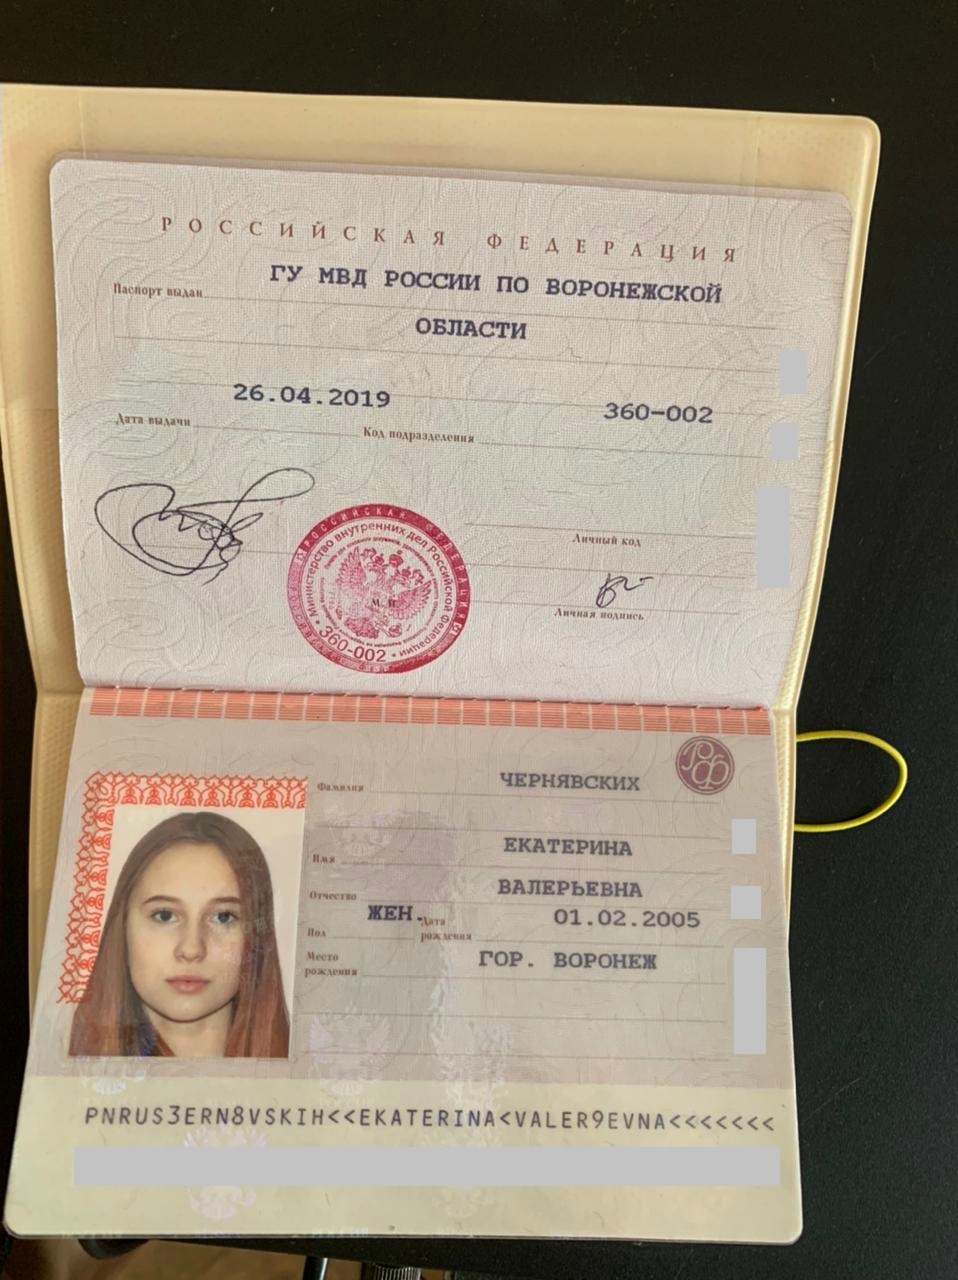 РОССИЙСКАЯ ФЕДЕРАЦИЯ
Паспорт выдан ГУ МВД РОССИИ ПО ВОРОНЕЖСКОЙ
ОБЛАСТИ
Дата выдачи 26.04.2019 Код подразделения 360-002
Личный код
Личная подпись
РОССИЙСКАЯ ФЕДЕРАЦИЯ
Министерство внутренних дел Российской Федерации
М.П.
360-002
РФ
Фамилия ЧЕРНЯВСКИХ
Имя ЕКАТЕРИНА
Отчество ВАЛЕРЬЕВНА
Пол ЖЕН. Дата рождения 01.02.2005
Место рождения ГОР. ВОРОНЕЖ
PNRUS3ERN8VSKIH<<EKATERINA<VALER9EVNA<<<<<<<